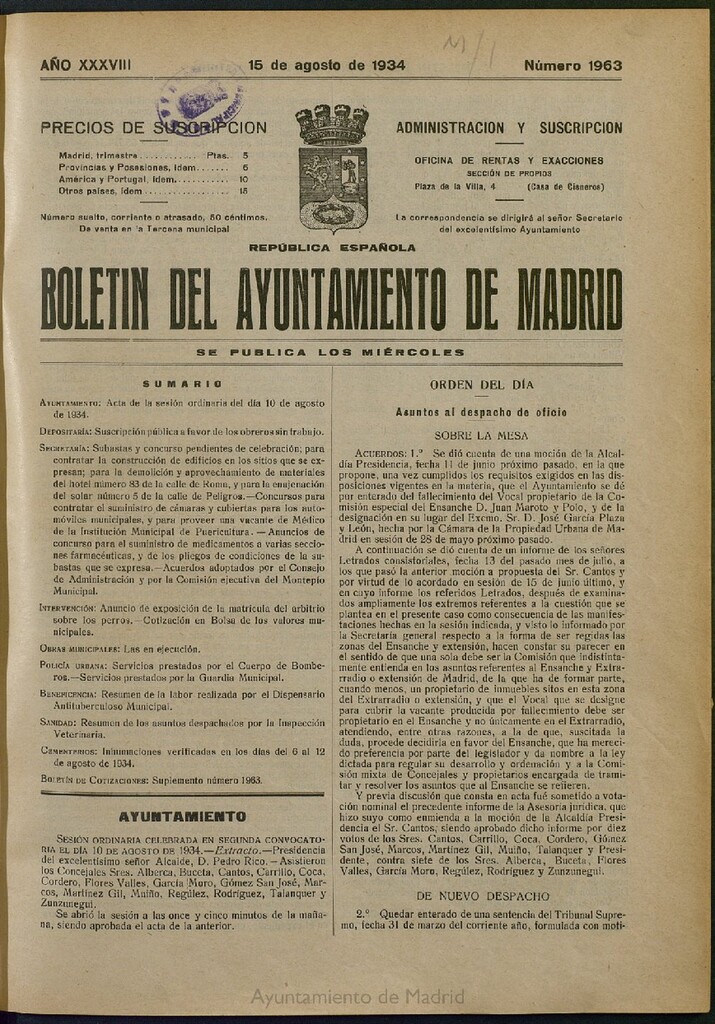 AÑO XXXVIII
15 de agosto de 1934
Número 1963
PRECIOS DE SUSCRIPCION
Madrid, trimestre............ Ptas. 5
Provincias y Posesiones, ídem....... 6
América y Portugal, ídem........... 10
Otros países, ídem................. 15
Número suelto, corriente o atrasado, 50 céntimos.
De venta en la Tercena municipal
ADMINISTRACION Y SUSCRIPCION
OFICINA DE RENTAS Y EXACCIONES
SECCIÓN DE PROPIOS
Plaza de la Villa, 4 (Casa de Cisneros)
La correspondencia se dirigirá al señor Secretario
del excelentísimo Ayuntamiento
REPÚBLICA ESPAÑOLA
BOLETIN DEL AYUNTAMIENTO DE MADRID
SE PUBLICA LOS MIÉRCOLES
SUMARIO
AYUNTAMIENTO: Acta de la sesión ordinaria del día 10 de agosto
de 1934.
DEPOSITARÍA: Suscripción pública a favor de los obreros sin trabajo.
SECRETARÍA: Subastas y concurso pendientes de celebración; para
contratar la construcción de edificios en los sitios que se ex-
presan; para la demolición y aprovechamiento de materiales
del hotel número 83 de la calle de Roma, y para la enajenación
del solar número 5 de la calle de Peligros.—Concursos para
contratar el suministro de cámaras y cubiertas para los auto-
móviles municipales, y para proveer una vacante de Médico
de la Institución Municipal de Puericultura.—Anuncios de
concurso para el suministro de medicamentos a varias seccio-
nes farmacéuticas, y de los pliegos de condiciones de la su-
bastas que se expresa.—Acuerdos adoptados por el Consejo
de Administración y por la Comisión ejecutiva del Montepío
Municipal.
INTERVENCIÓN: Anuncio de exposición de la matrícula del arbitrio
sobre los perros.—Cotización en Bolsa de los valores mu-
nicipales.
OBRAS MUNICIPALES: Las en ejecución.
POLICÍA URBANA: Servicios prestados por el Cuerpo de Bombe-
ros.—Servicios prestados por la Guardia Municipal.
BENEFICENCIA: Resumen de la labor realizada por el Dispensario
Antituberculoso Municipal.
SANIDAD: Resumen de los asuntos despachados por la Inspección
Veterinaria.
CEMENTERIOS: Inhumaciones verificadas en los días del 6 al 12
de agosto de 1934.
BOLETÍN DE COTIZACIONES: Suplemento número 1963.
AYUNTAMIENTO
SESIÓN ORDINARIA CELEBRADA EN SEGUNDA CONVOCATO-
RIA EL DÍA 10 DE AGOSTO DE 1934.—Extracto.—Presidencia
del excelentísimo señor Alcalde, D. Pedro Rico.—Asistieron
los Concejales Sres. Alberca, Buceta, Cantos, Carrillo, Coca,
Cordero, Flores Valles, García Moro, Gómez San José, Mar-
cos, Martínez Gil, Muiño, Regúlez, Rodríguez, Talanquer y
Zunzunegui.
Se abrió la sesión a las once y cinco minutos de la maña-
na, siendo aprobada el acta de la anterior.
ORDEN DEL DÍA
Asuntos al despacho de oficio
SOBRE LA MESA
ACUERDOS: 1.º Se dió cuenta de una moción de la Alcal-
día Presidencia, fecha 11 de junio próximo pasado, en la que
propone, una vez cumplidos los requisitos exigidos en las dis-
posiciones vigentes en la materia, que el Ayuntamiento se dé
por enterado del fallecimiento del Vocal propietario de la Co-
misión especial del Ensanche D. Juan Maroto y Polo, y de la
designación en su lugar del Excmo. Sr. D. José García Plaza
y León, hecha por la Cámara de la Propiedad Urbana de Ma-
drid en sesión de 28 de mayo próximo pasado.
A continuación se dió cuenta de un informe de los señores
Letrados consistoriales, fecha 13 del pasado mes de julio, a
los que pasó la anterior moción a propuesta del Sr. Cantos y
por virtud de lo acordado en sesión de 15 de junio último, y
en cuyo informe los referidos Letrados, después de examina-
dos ampliamente los extremos referentes a la cuestión que se
plantea en el presente caso como consecuencia de las manifies-
taciones hechas en la sesión indicada, y visto lo informado por
la Secretaría general respecto a la forma de ser regidas las
zonas del Ensanche y extensión, hacen constar su parecer en
el sentido de que una sola debe ser la Comisión que indistinta-
mente entienda en los asuntos referentes al Ensanche y Extra-
rradio o extensión de Madrid, de la que ha de formar parte,
cuando menos, un propietario de inmuebles sitos en esta zona
del Extrarradio o extensión, y que el Vocal que se designe
para cubrir la vacante producida por fallecimiento debe ser
propietario en el Ensanche y no únicamente en el Extrarradio,
atendiendo, entre otras razones, a la de que, suscitada la
duda, procede decidirla en favor del Ensanche, que ha mereci-
do preferencia por parte del legislador y da nombre a la ley
dictada para regular su desarrollo y ordenación y a la Comi-
sión mixta de Concejales y propietarios encargada de trami-
tar y resolver los asuntos que al Ensanche se refieren.
Y previa discusión que consta en acta fué sometido a vo-
tación nominal el precedente informe de la Asesoría jurídica, que
hizo suyo como enmienda a la moción de la Alcaldía Presi-
dencia el Sr. Cantos; siendo aprobado dicho informe por diez
votos de los Sres. Cantos, Carrillo, Coca, Cordero, Gómez
San José, Marcos, Martínez Gil, Muiño, Talanquer y Presi-
dente, contra siete de los Sres. Alberca, Buceta, Flores
Valles, García Moro, Regúlez, Rodríguez y Zunzunegui.
DE NUEVO DESPACHO
2.º Quedar enterado de una sentencia del Tribunal Supre-
mo, fecha 31 de marzo del corriente año, formulada con moti-
Ayuntamiento de Madrid